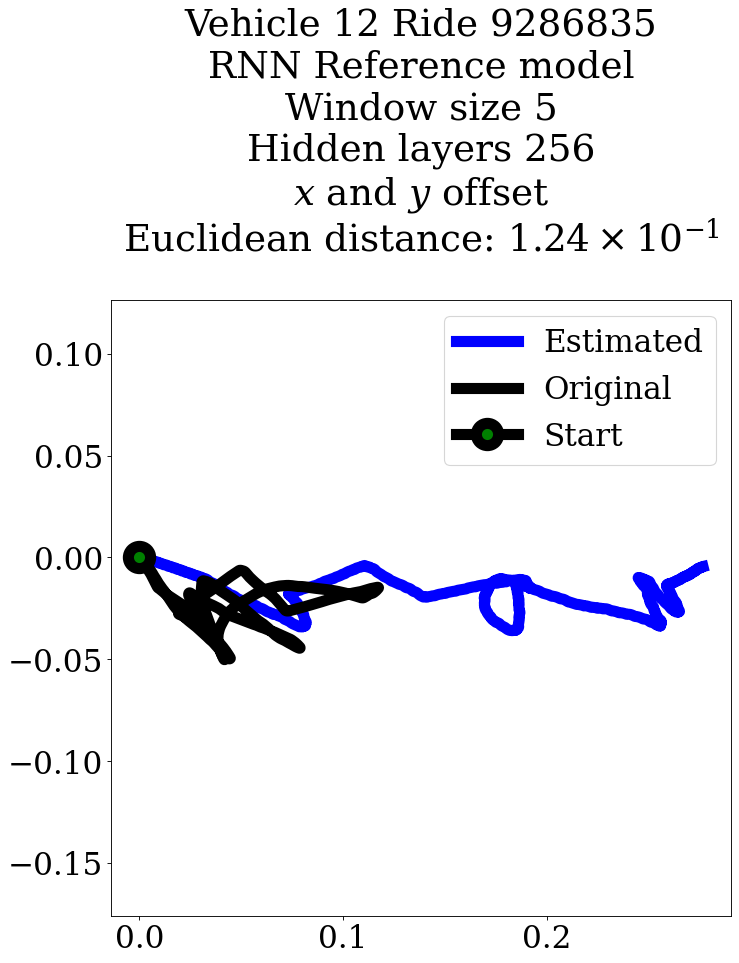 Vehicle 12 Ride 9286835
RNN Reference model
Window size 5
Hidden layers 256
x and y offset
Euclidean distance: 1.24 × 10⁻¹
Estimated
Original
Start
0.10
0.05
0.00
−0.05
−0.10
−0.15
0.0 0.1 0.2